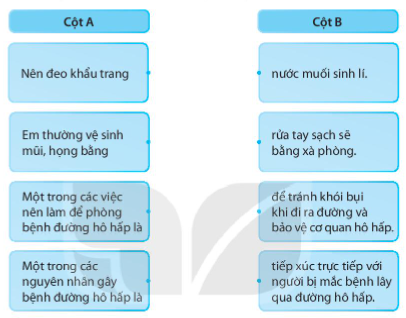 Cột A
Cột B
Nên đeo khẩu trang
nước muối sinh lí.
Em thường vệ sinh
mũi, họng bằng
rửa tay sạch sẽ
bằng xà phòng.
Một trong các việc
nên làm để phòng
bệnh đường hô hấp là
để tránh khói bụi
khi đi ra đường và
bảo vệ cơ quan hô hấp.
Một trong các
nguyên nhân gây
bệnh đường hô hấp là
tiếp xúc trực tiếp với
người bị mắc bệnh lây
qua đường hô hấp.